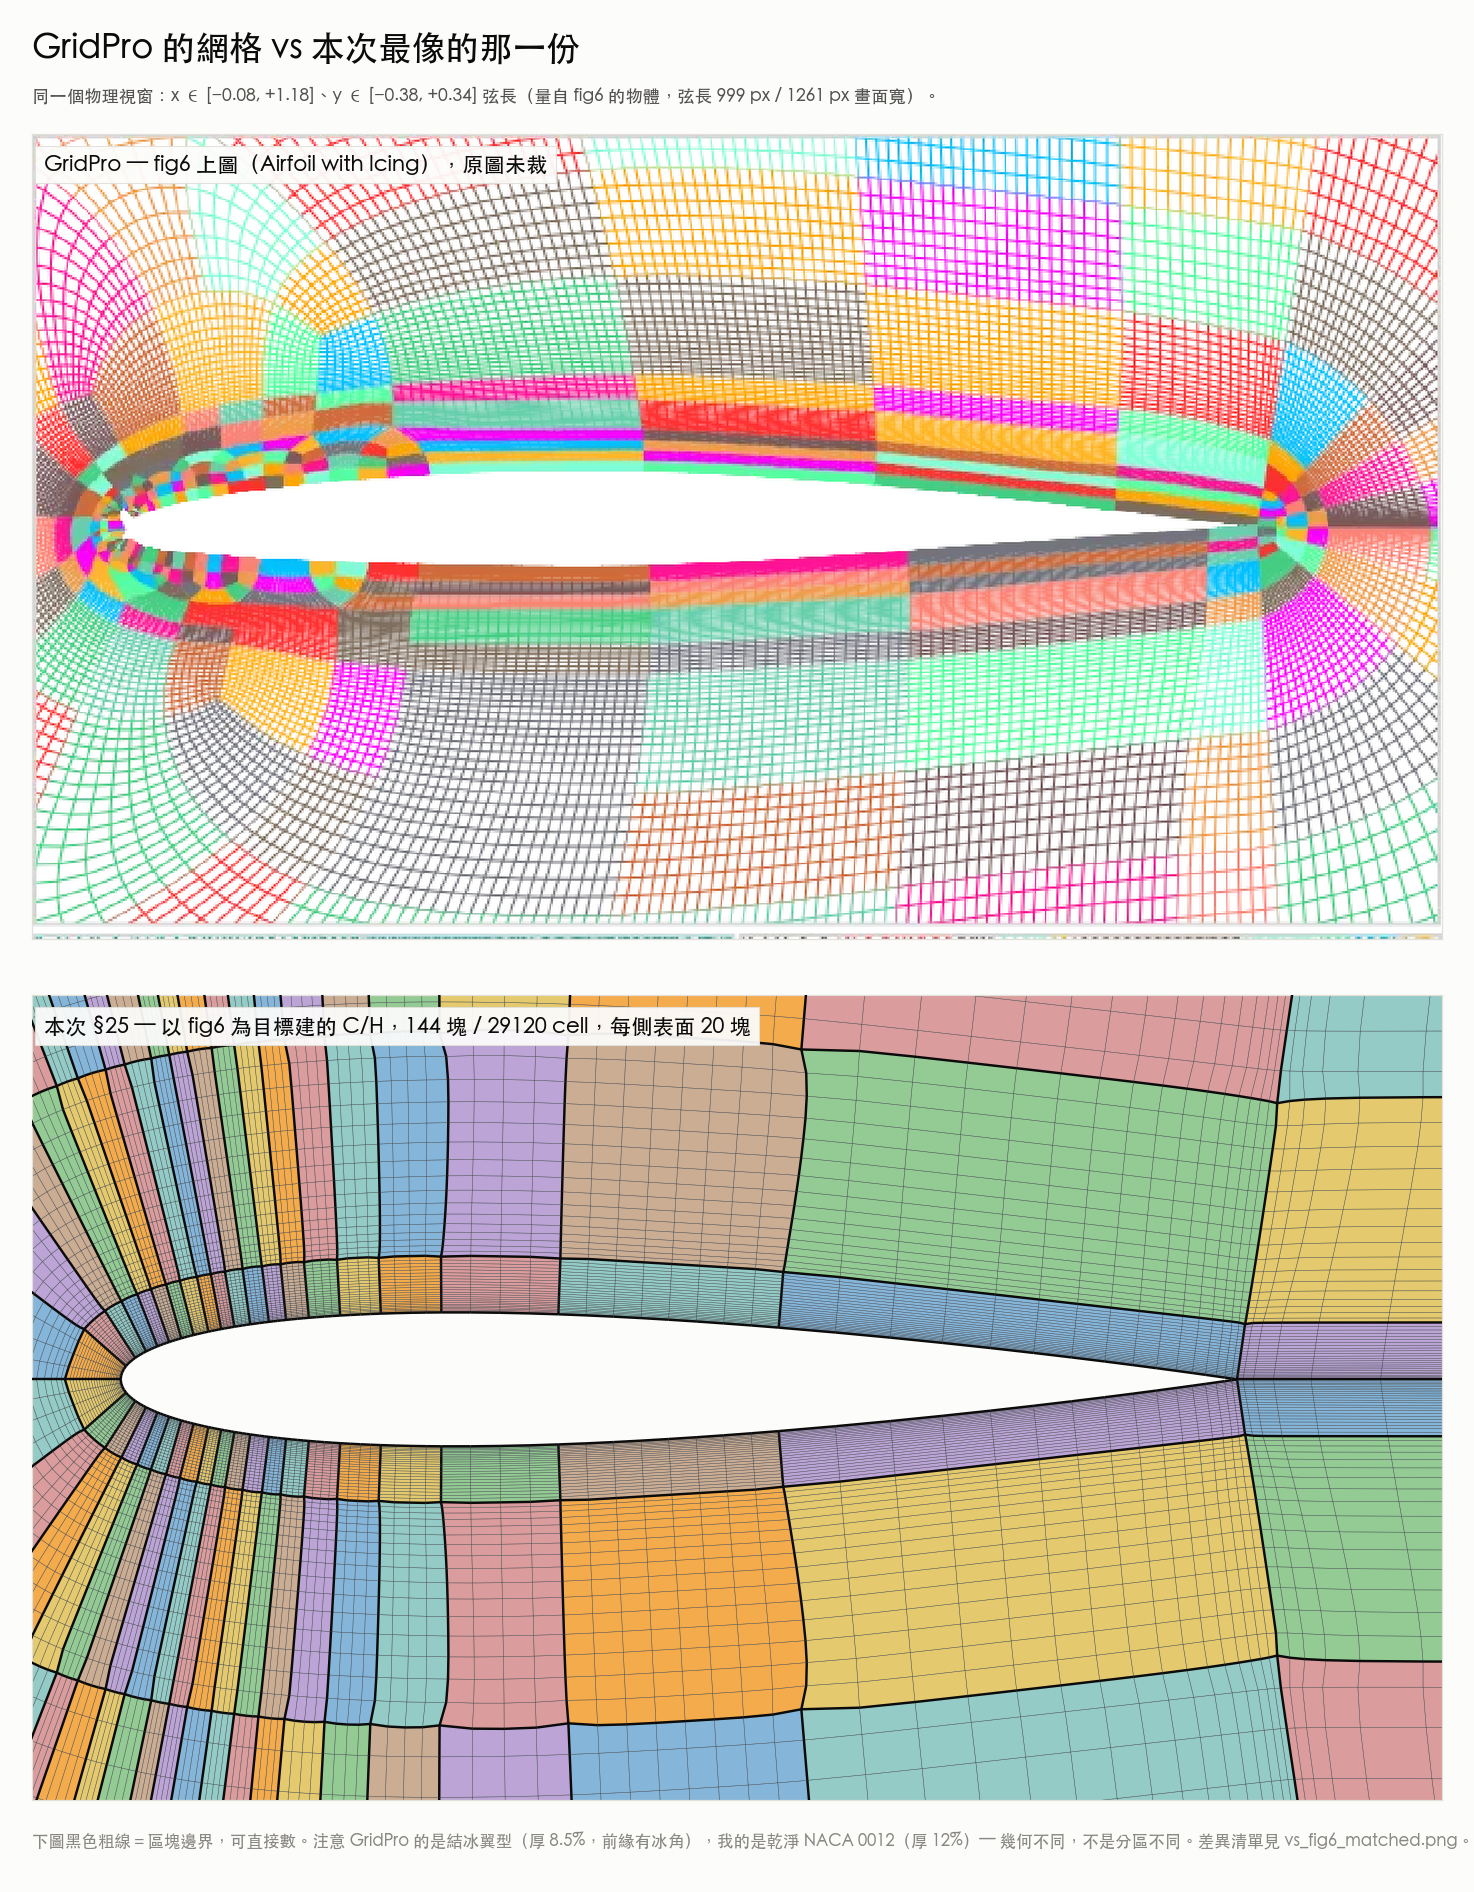 GridPro 的網格 vs 本次最像的那一份
同一個物理視窗：x ∈ [−0.08, +1.18]、y ∈ [−0.38, +0.34] 弦長（量自 fig6 的物體，弦長 999 px / 1261 px 畫面寬）。
GridPro — fig6 上圖（Airfoil with Icing），原圖未裁
本次 §25 — 以 fig6 為目標建的 C/H，144 塊 / 29120 cell，每側表面 20 塊
下圖黑色粗線＝區塊邊界，可直接數。注意 GridPro 的是結冰翼型（厚 8.5%，前緣有冰角），我的是乾淨 NACA 0012（厚 12%）— 幾何不同，不是分區不同。差異清單見 vs_fig6_matched.png。